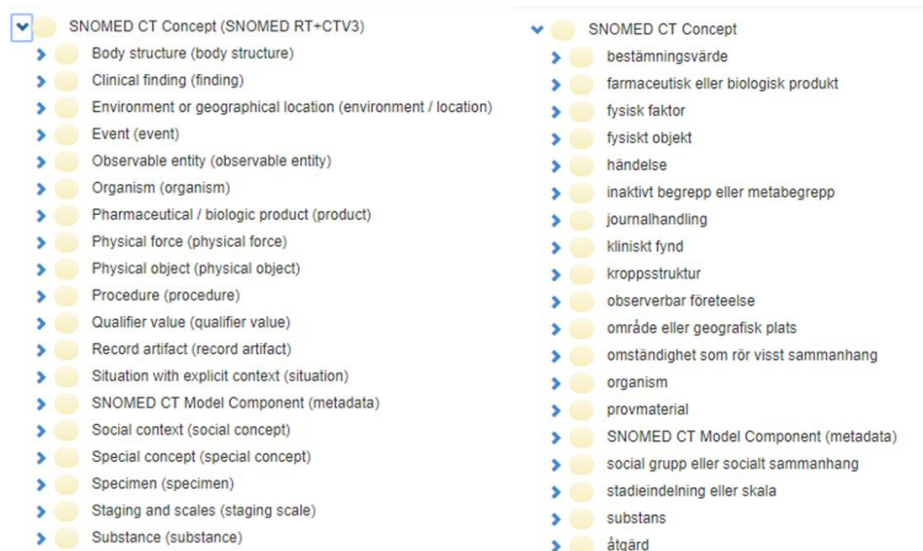 SNOMED CT Concept (SNOMED RT+CTV3)
Body structure (body structure)
Clinical finding (finding)
Environment or geographical location (environment / location)
Event (event)
Observable entity (observable entity)
Organism (organism)
Pharmaceutical / biologic product (product)
Physical force (physical force)
Physical object (physical object)
Procedure (procedure)
Qualifier value (qualifier value)
Record artifact (record artifact)
Situation with explicit context (situation)
SNOMED CT Model Component (metadata)
Social context (social concept)
Special concept (special concept)
Specimen (specimen)
Staging and scales (staging scale)
Substance (substance)
SNOMED CT Concept
bestämningsvärde
farmaceutisk eller biologisk produkt
fysisk faktor
fysiskt objekt
händelse
inaktivt begrepp eller metabegrepp
journalhandling
kliniskt fynd
kroppsstruktur
observerbar företeelse
område eller geografisk plats
omständighet som rör visst sammanhang
organism
provmaterial
SNOMED CT Model Component (metadata)
social grupp eller socialt sammanhang
stadieindelning eller skala
substans
åtgärd